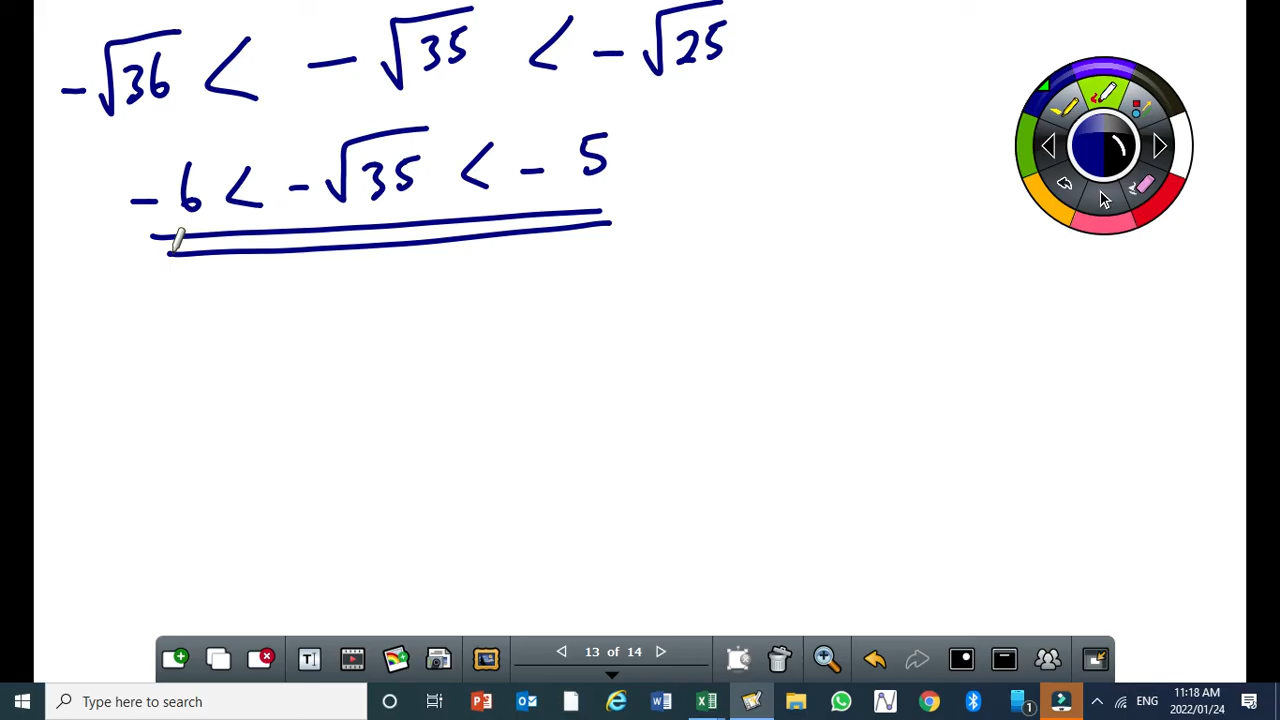 -√36 < -√35 < -√25
-6 < -√35 < -5
T
13 of 14
Type here to search
1
ENG
11:18 AM
2022/01/24